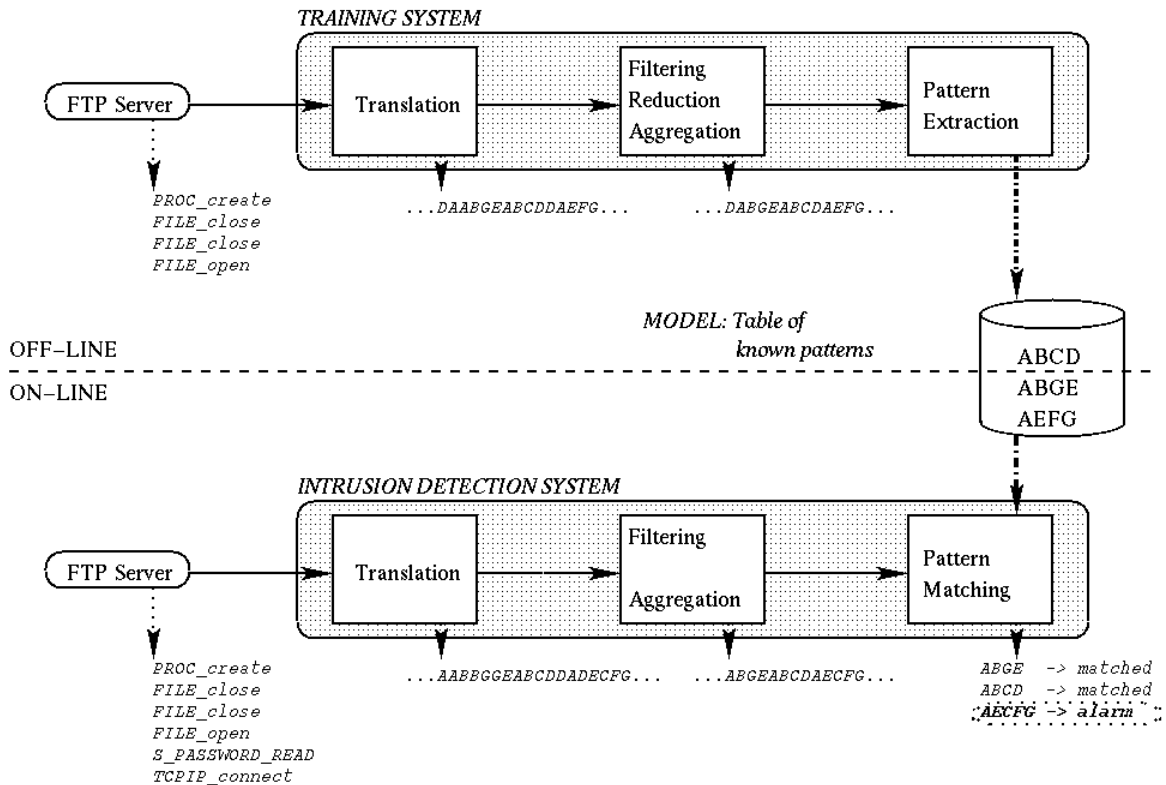 TRAINING SYSTEM
FTP Server
Translation
Filtering
Reduction
Aggregation
Pattern
Extraction
PROC_create
FILE_close
FILE_close
FILE_open
...DAABGEABCDDAEFG...
...DABGEABCDAEFG...
MODEL: Table of
known patterns
OFF-LINE
ON-LINE
ABCD
ABGE
AEFG
INTRUSION DETECTION SYSTEM
FTP Server
Translation
Filtering
Aggregation
Pattern
Matching
PROC_create
FILE_close
FILE_close
FILE_open
S_PASSWORD_READ
TCPIP_connect
...AABBGGEABCDDADECFG...
...ABGEABCDAECFG...
ABGE -> matched
ABCD -> matched
AECFG -> alarm